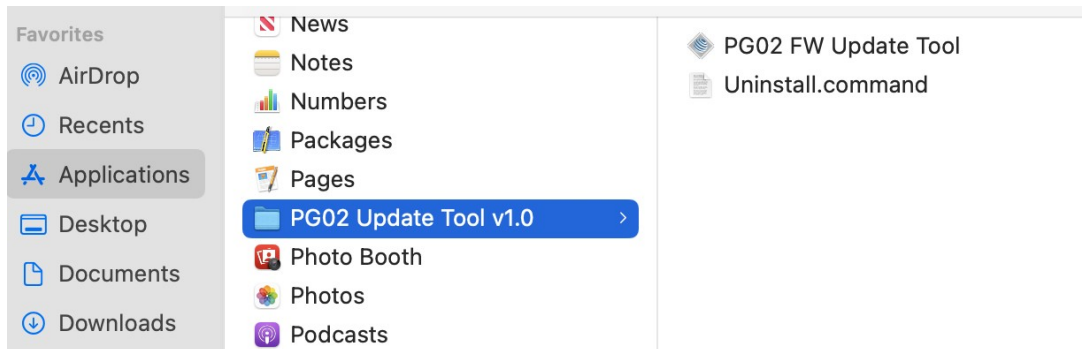 Favorites
AirDrop
Recents
Applications
Desktop
Documents
Downloads
News
Notes
Numbers
Packages
Pages
PG02 Update Tool v1.0
Photo Booth
Photos
Podcasts
PG02 FW Update Tool
Uninstall.command